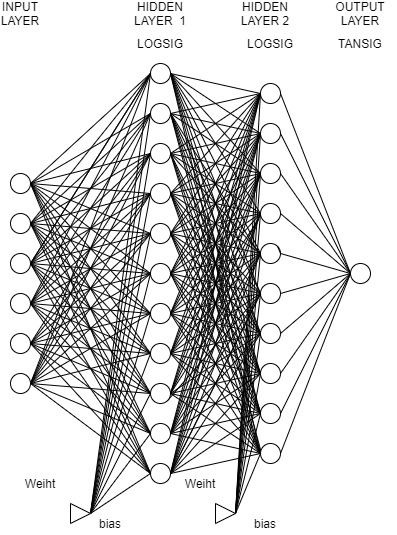 INPUT
LAYER
HIDDEN
LAYER 1
LOGSIG
HIDDEN
LAYER 2
LOGSIG
OUTPUT
LAYER
TANSIG
Weiht
bias
Weiht
bias